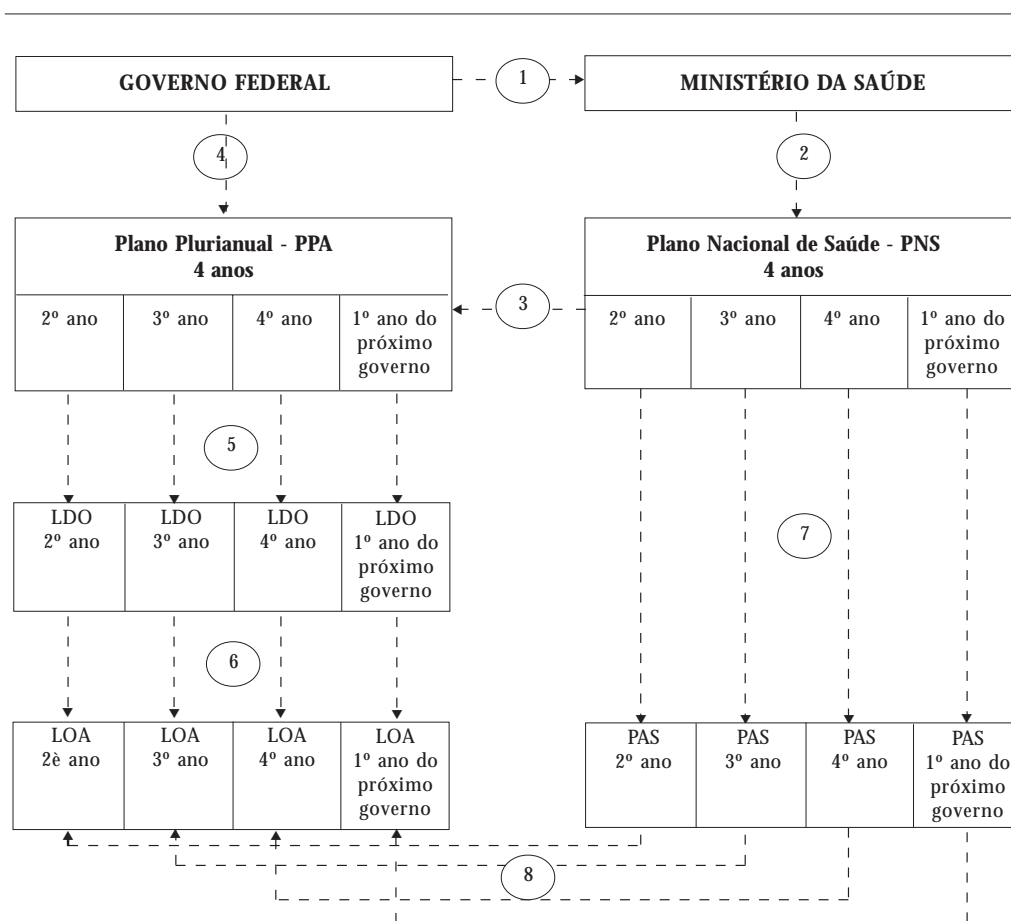 GOVERNO FEDERAL
1
MINISTÉRIO DA SAÚDE
4
2
Plano Plurianual - PPA
4 anos
2º ano
3º ano
4º ano
1º ano do
próximo
governo
3
Plano Nacional de Saúde - PNS
4 anos
2º ano
3º ano
4º ano
1º ano do
próximo
governo
5
LDO
2º ano
LDO
3º ano
LDO
4º ano
LDO
1º ano do
próximo
governo
7
6
LOA
2è ano
LOA
3º ano
LOA
4º ano
LOA
1º ano do
próximo
governo
PAS
2º ano
PAS
3º ano
PAS
4º ano
PAS
1º ano do
próximo
governo
8